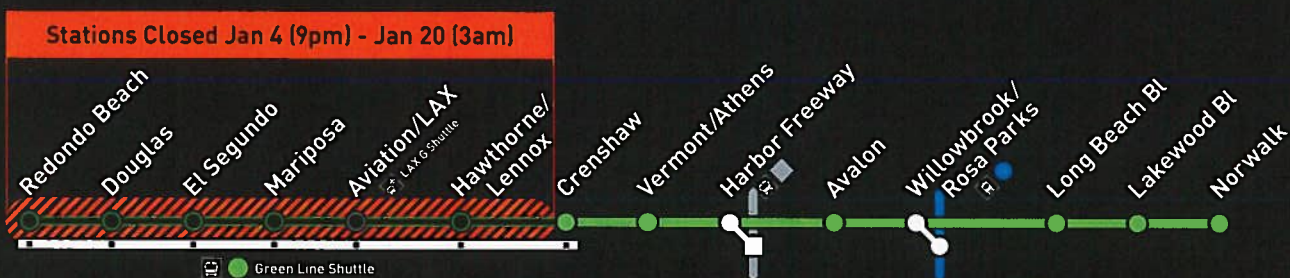 Stations Closed Jan 4 (9pm) - Jan 20 (3am)
Redondo Beach
Douglas
El Segundo
Mariposa
Aviation/LAX
LAX G Shuttle
Hawthorne/
Lennox
Crenshaw
Vermont/Athens
Harbor Freeway
Avalon
Willowbrook/
Rosa Parks
Long Beach Bl
Lakewood Bl
Norwalk
Green Line Shuttle